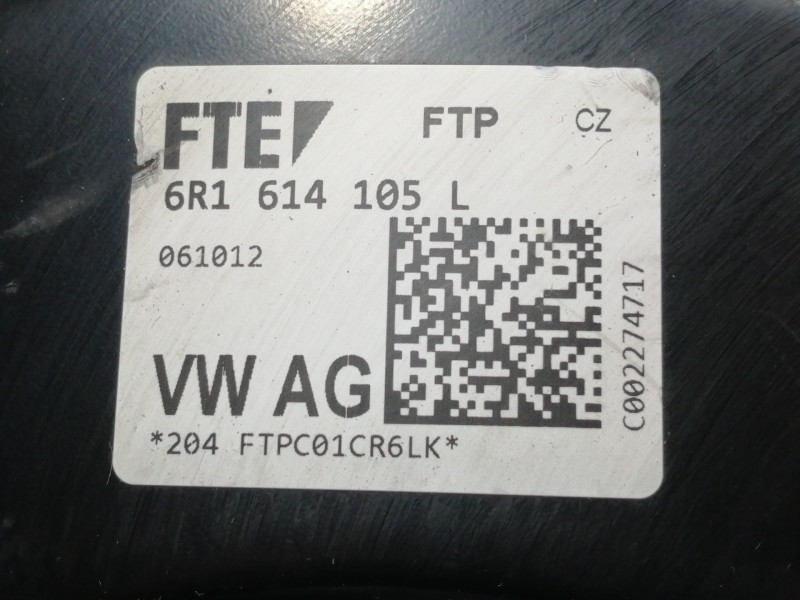 FTE FTP CZ
6R1 614 105 L
061012
C002274717
VW AG
*204 FTPC01CR6LK*